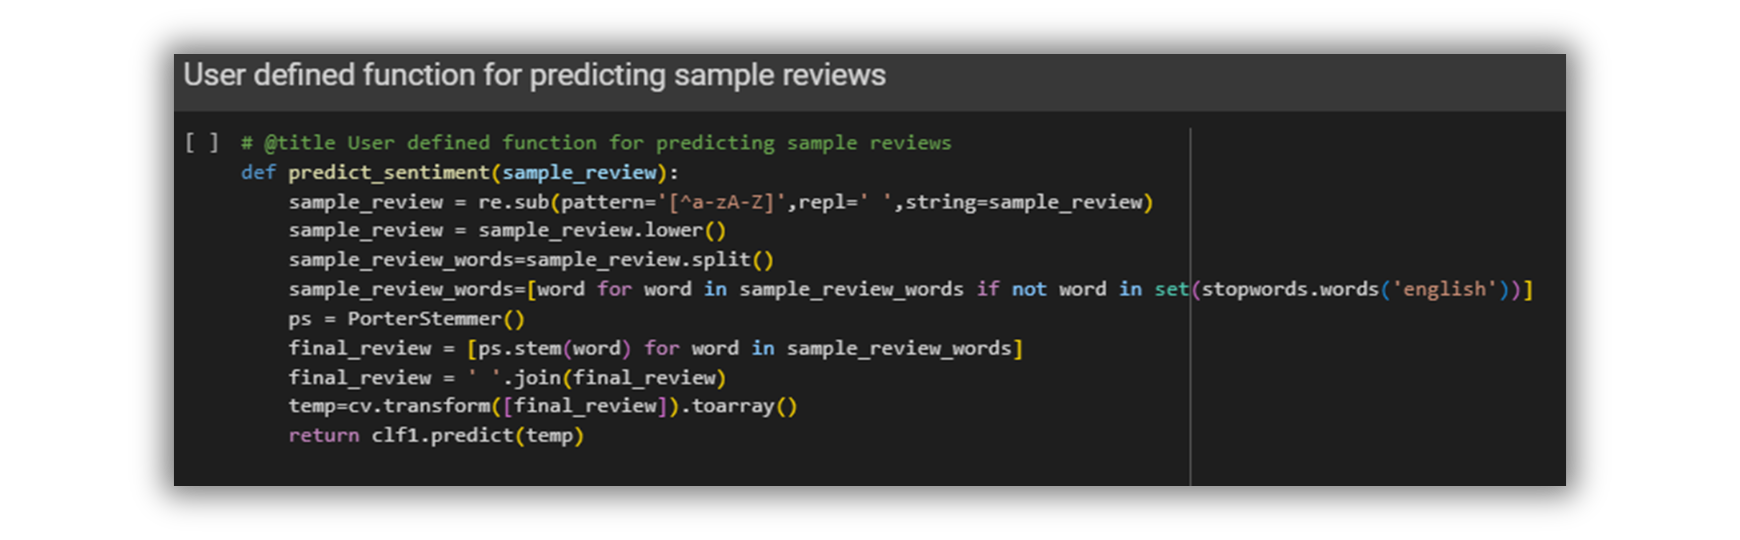 User defined function for predicting sample reviews
[ ] # @title User defined function for predicting sample reviews
def predict_sentiment(sample_review):
sample_review = re.sub(pattern='[^a-zA-Z]',repl=' ',string=sample_review)
sample_review = sample_review.lower()
sample_review_words=sample_review.split()
sample_review_words=[word for word in sample_review_words if not word in set(stopwords.words('english'))]
ps = PorterStemmer()
final_review = [ps.stem(word) for word in sample_review_words]
final_review = ' '.join(final_review)
temp=cv.transform([final_review]).toarray()
return clf1.predict(temp)